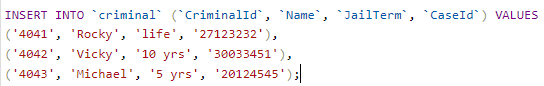 INSERT INTO `criminal` (`CriminalId`, `Name`, `JailTerm`, `CaseId`) VALUES
('4041', 'Rocky', 'life', '27123232'),
('4042', 'Vicky', '10 yrs', '30033451'),
('4043', 'Michael', '5 yrs', '20124545');